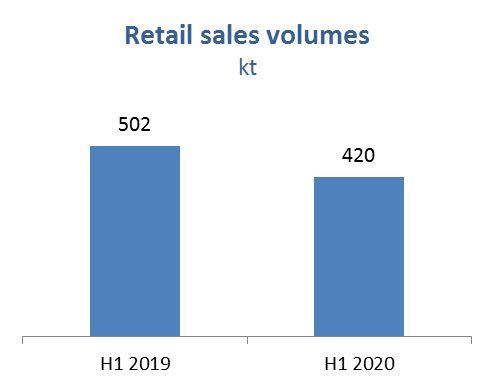 Retail sales volumes
kt
502
420
H1 2019
H1 2020